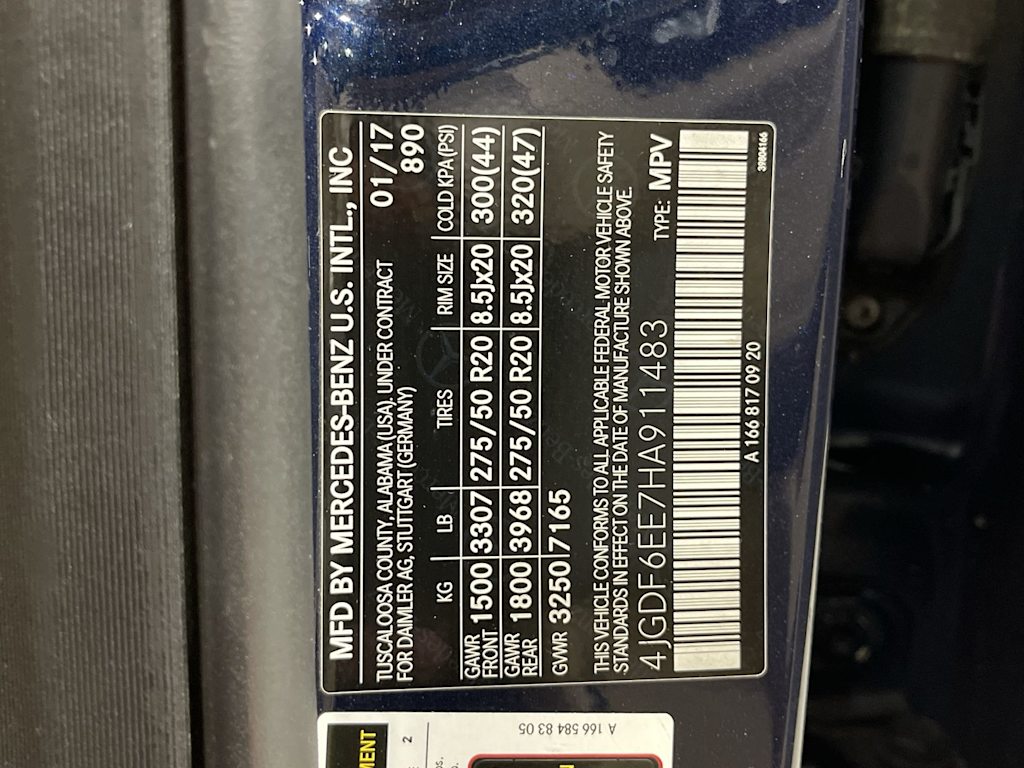 MFD BY MERCEDES-BENZ U.S. INTL., INC
TUSCALOOSA COUNTY, ALABAMA (USA), UNDER CONTRACT 01/17
FOR DAIMLER AG, STUTTGART (GERMANY) 890
KG LB TIRES RIM SIZE COLD KPA (PSI)
GAWR FRONT 1500 3307 275/50 R20 8.5Jx20 300(44)
GAWR REAR 1800 3968 275/50 R20 8.5Jx20 320(47)
GVWR 3250 7165
THIS VEHICLE CONFORMS TO ALL APPLICABLE FEDERAL MOTOR VEHICLE SAFETY
STANDARDS IN EFFECT ON THE DATE OF MANUFACTURE SHOWN ABOVE.
4JGDF6EE7HA911483 TYPE: MPV
A 166 817 09 20
39804166
A 166 584 83 05
2